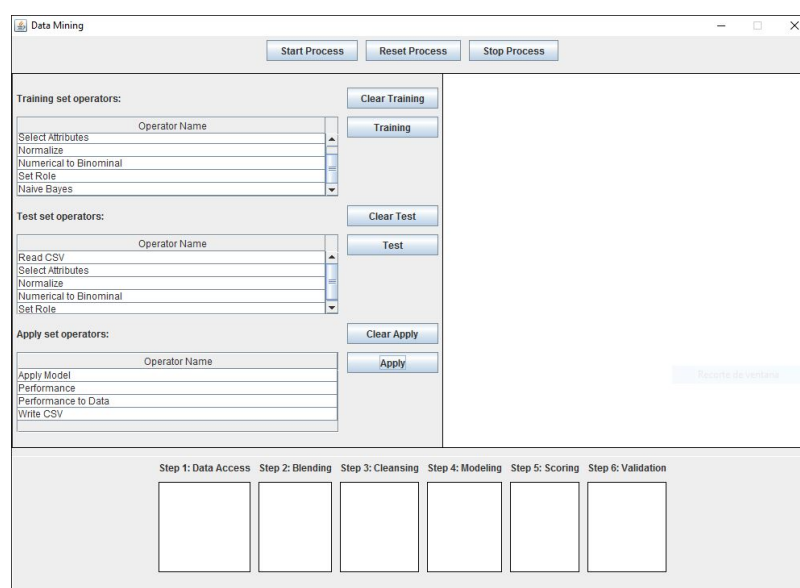 Data Mining
Start Process Reset Process Stop Process
Training set operators:
Clear Training
Operator Name
Training
Select Attributes
Normalize
Numerical to Binominal
Set Role
Naive Bayes
Test set operators:
Clear Test
Operator Name
Test
Read CSV
Select Attributes
Normalize
Numerical to Binominal
Set Role
Apply set operators:
Clear Apply
Operator Name
Apply
Apply Model
Performance
Performance to Data
Write CSV
Recorte de ventana
Step 1: Data Access Step 2: Blending Step 3: Cleansing Step 4: Modeling Step 5: Scoring Step 6: Validation